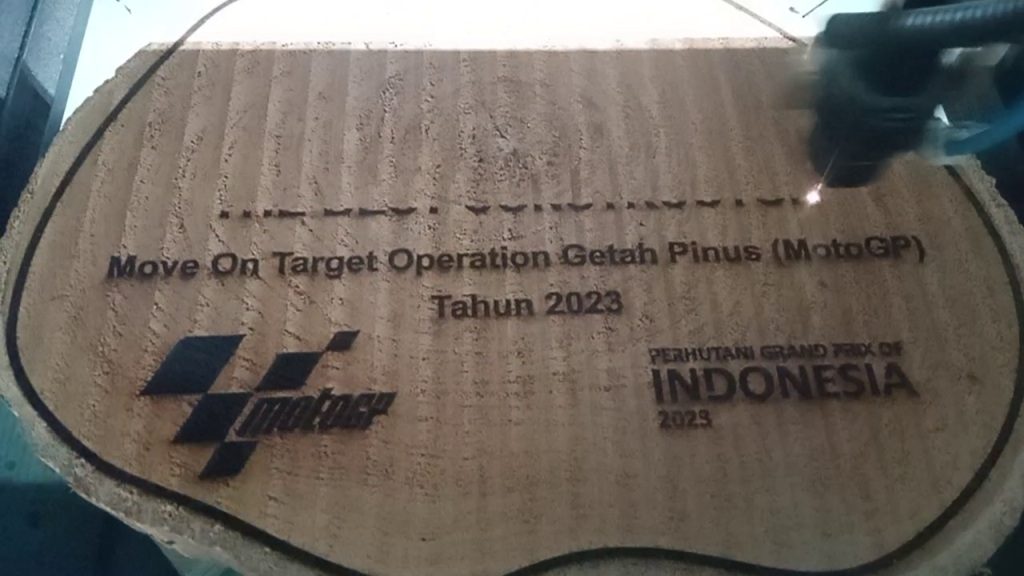 Move On Target Operation Getah Pinus (MotoGP)
Tahun 2023
motoGP
PERHUTANI GRAND PRIX OF
INDONESIA
2023